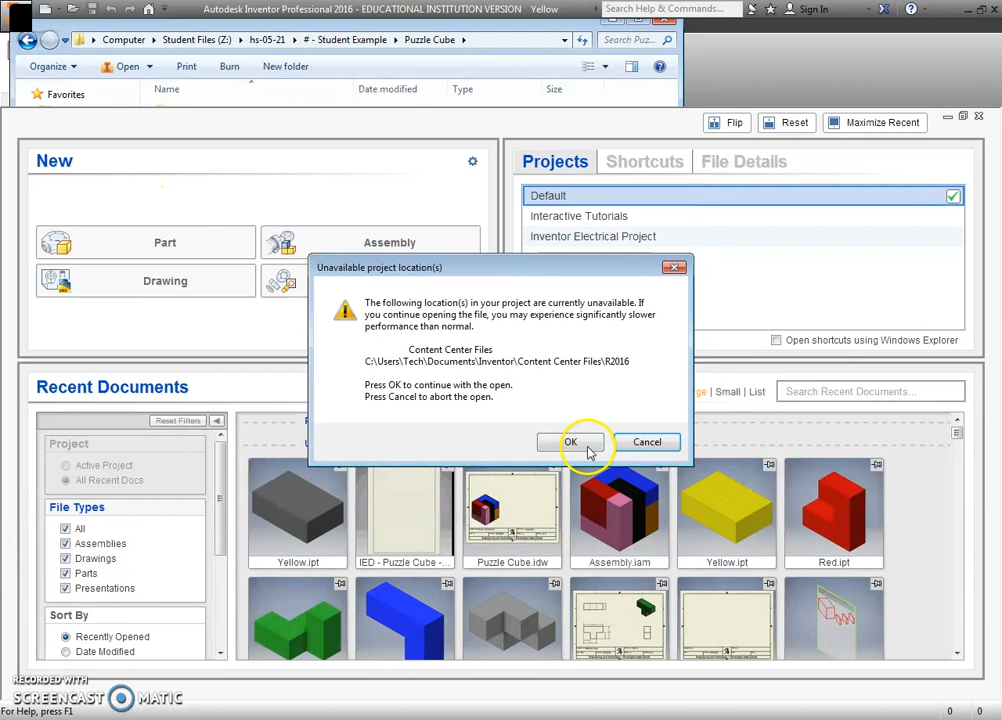 Autodesk Inventor Professional 2016 - EDUCATIONAL INSTITUTION VERSION Yellow
Search Help & Commands...
Sign In
Computer Student Files (Z:) hs-05-21 # - Student Example Puzzle Cube
Search Puz...
Organize Open Print Burn New folder
Favorites
Name Date modified Type Size
Flip Reset Maximize Recent
New
Part
Assembly
Drawing
Projects Shortcuts File Details
Default
Interactive Tutorials
Inventor Electrical Project
Open shortcuts using Windows Explorer
Unavailable project location(s)
The following location(s) in your project are currently unavailable. If
you continue opening the file, you may experience significantly slower
performance than normal.
Content Center Files
C:\Users\Tech\Documents\Inventor\Content Center Files\R2016
Press OK to continue with the open.
Press Cancel to abort the open.
OK Cancel
Recent Documents
| Small | List
Search Recent Documents...
Reset Filters
Project
Active Project
All Recent Docs
File Types
All
Assemblies
Drawings
Parts
Presentations
Sort By
Recently Opened
Date Modified
Yellow.ipt
IED - Puzzle Cube -...
Puzzle Cube.idw
Assembly.iam
Yellow.ipt
Red.ipt
RECORDED WITH
SCREENCAST MATIC
For Help, press F1
0 0